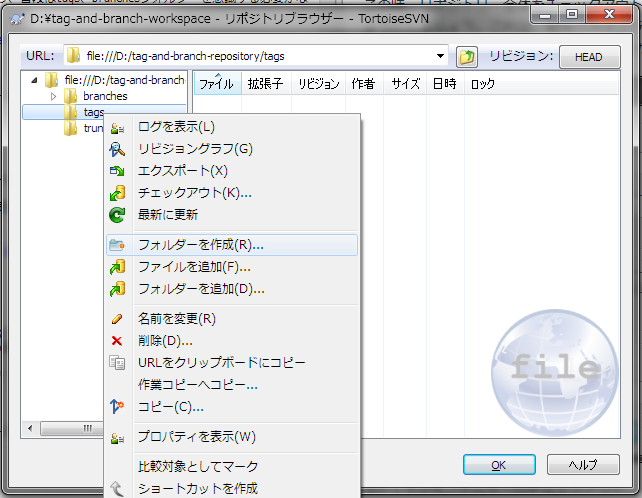 D:¥tag-and-branch-workspace - リポジトリブラウザー - TortoiseSVN
URL: file:///D:/tag-and-branch-repository/tags リビジョン: HEAD
file:///D:/tag-and-branch
ファイル 拡張子 リビジョン 作者 サイズ 日時 ロック
branches
tags
trun
ログを表示(L)
リビジョングラフ(G)
エクスポート(X)
チェックアウト(K)...
最新に更新
フォルダーを作成(R)...
ファイルを追加(F)...
フォルダーを追加(D)...
名前を変更(R)
削除(D)...
URLをクリップボードにコピー
作業コピーへコピー...
コピー(C)...
プロパティを表示(W)
比較対象としてマーク
ショートカットを作成
file
OK ヘルプ